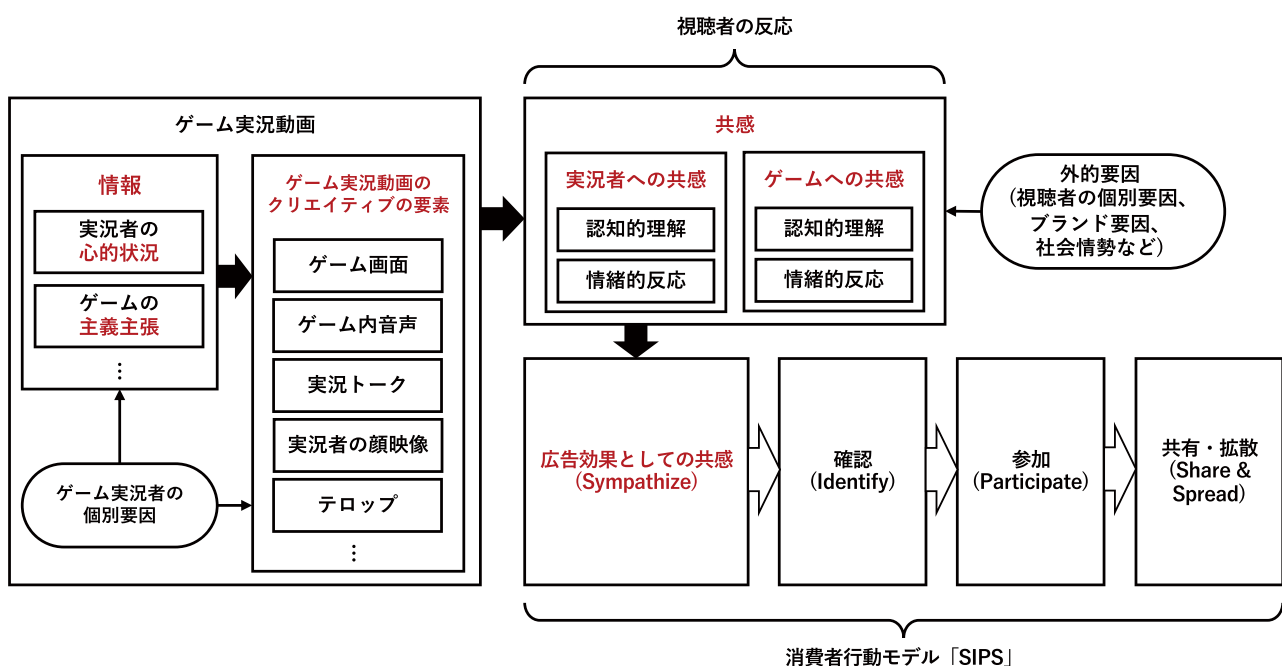 視聴者の反応
ゲーム実況動画
情報
実況者の
心的状況
ゲームの
主義主張
⋮
ゲーム実況者の
個別要因
ゲーム実況動画の
クリエイティブの要素
ゲーム画面
ゲーム内音声
実況トーク
実況者の顔映像
テロップ
⋮
共感
実況者への共感
認知的理解
情緒的反応
ゲームへの共感
認知的理解
情緒的反応
外的要因
(視聴者の個別要因、
ブランド要因、
社会情勢など)
広告効果としての共感
(Sympathize)
確認
(Identify)
参加
(Participate)
共有・拡散
(Share &
Spread)
消費者行動モデル「SIPS」